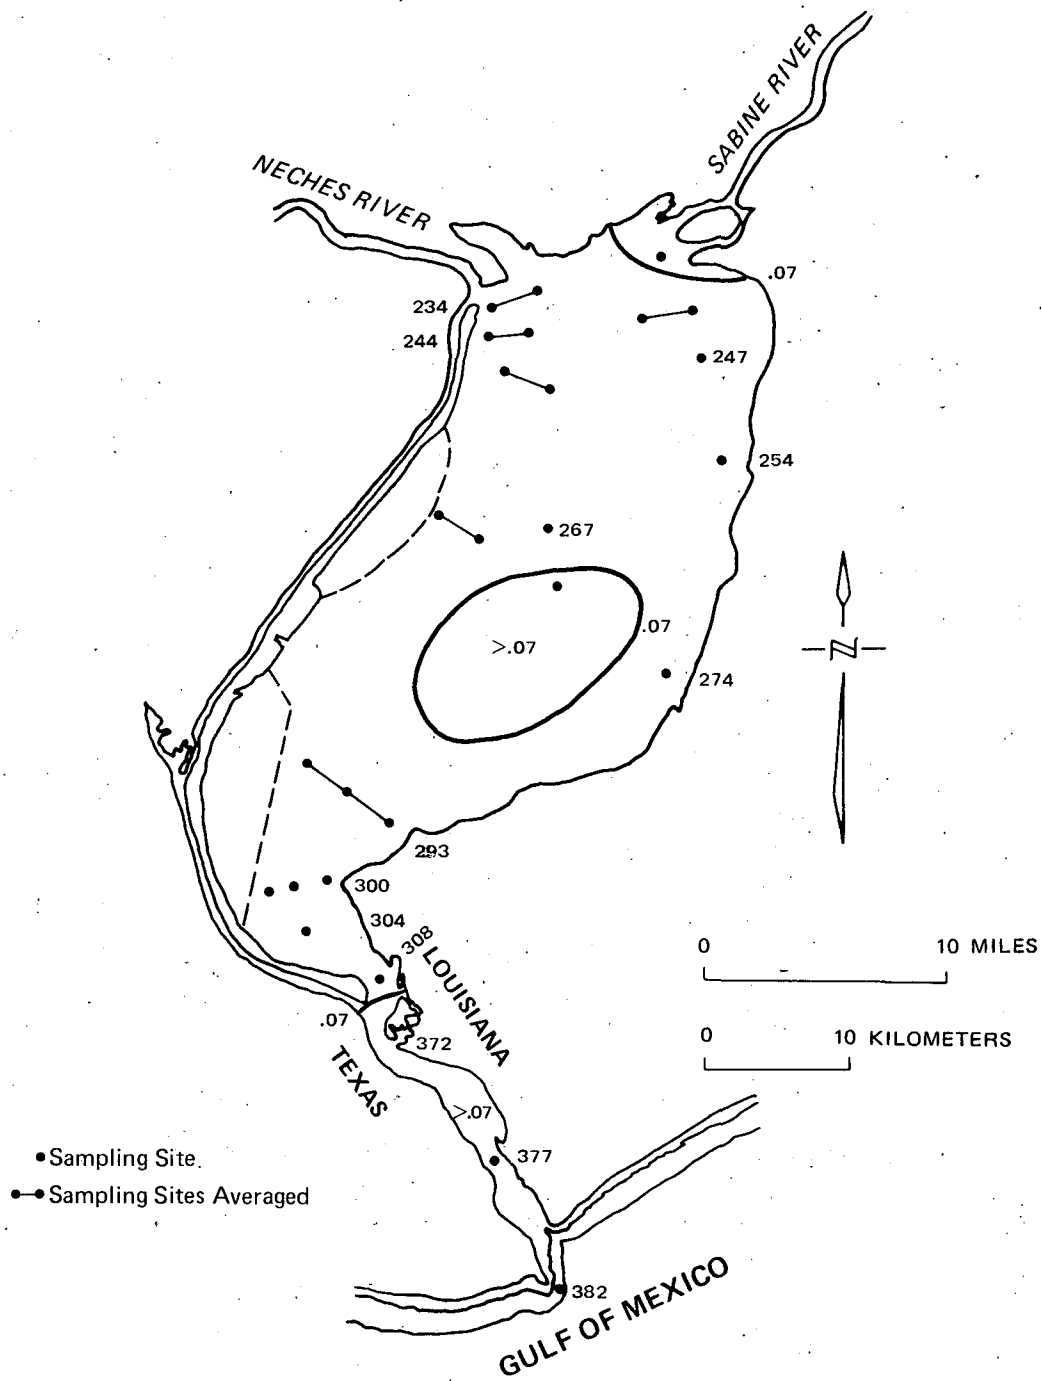 SABINE RIVER
NECHES RIVER
.07
234
244
247
254
267
.07
>.07
274
293
300
304
308
LOUISIANA
.07
372
TEXAS
>.07
377
382
GULF OF MEXICO
N
0 10 MILES
0 10 KILOMETERS
Sampling Site.
Sampling Sites Averaged